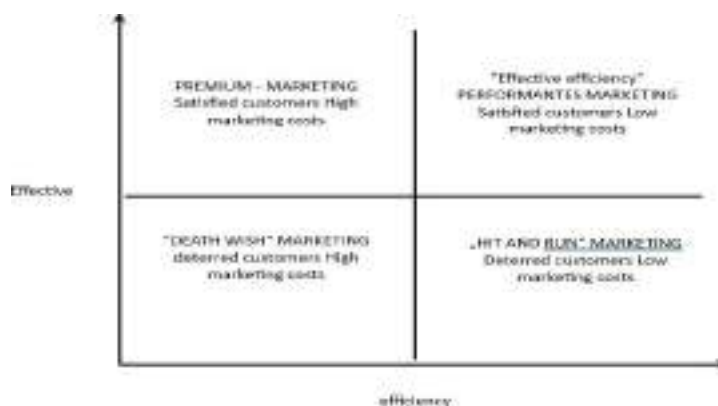 PREMIUM - MARKETING
Satisfied customers High
marketing costs
"Effective efficiency"
PERFORMANTES MARKETING
Satisfied customers Low
marketing costs
Effective
"DEATH WISH" MARKETING
deterred customers High
marketing costs
„HIT AND RUN" MARKETING
Deterred customers Low
marketing costs
efficiency